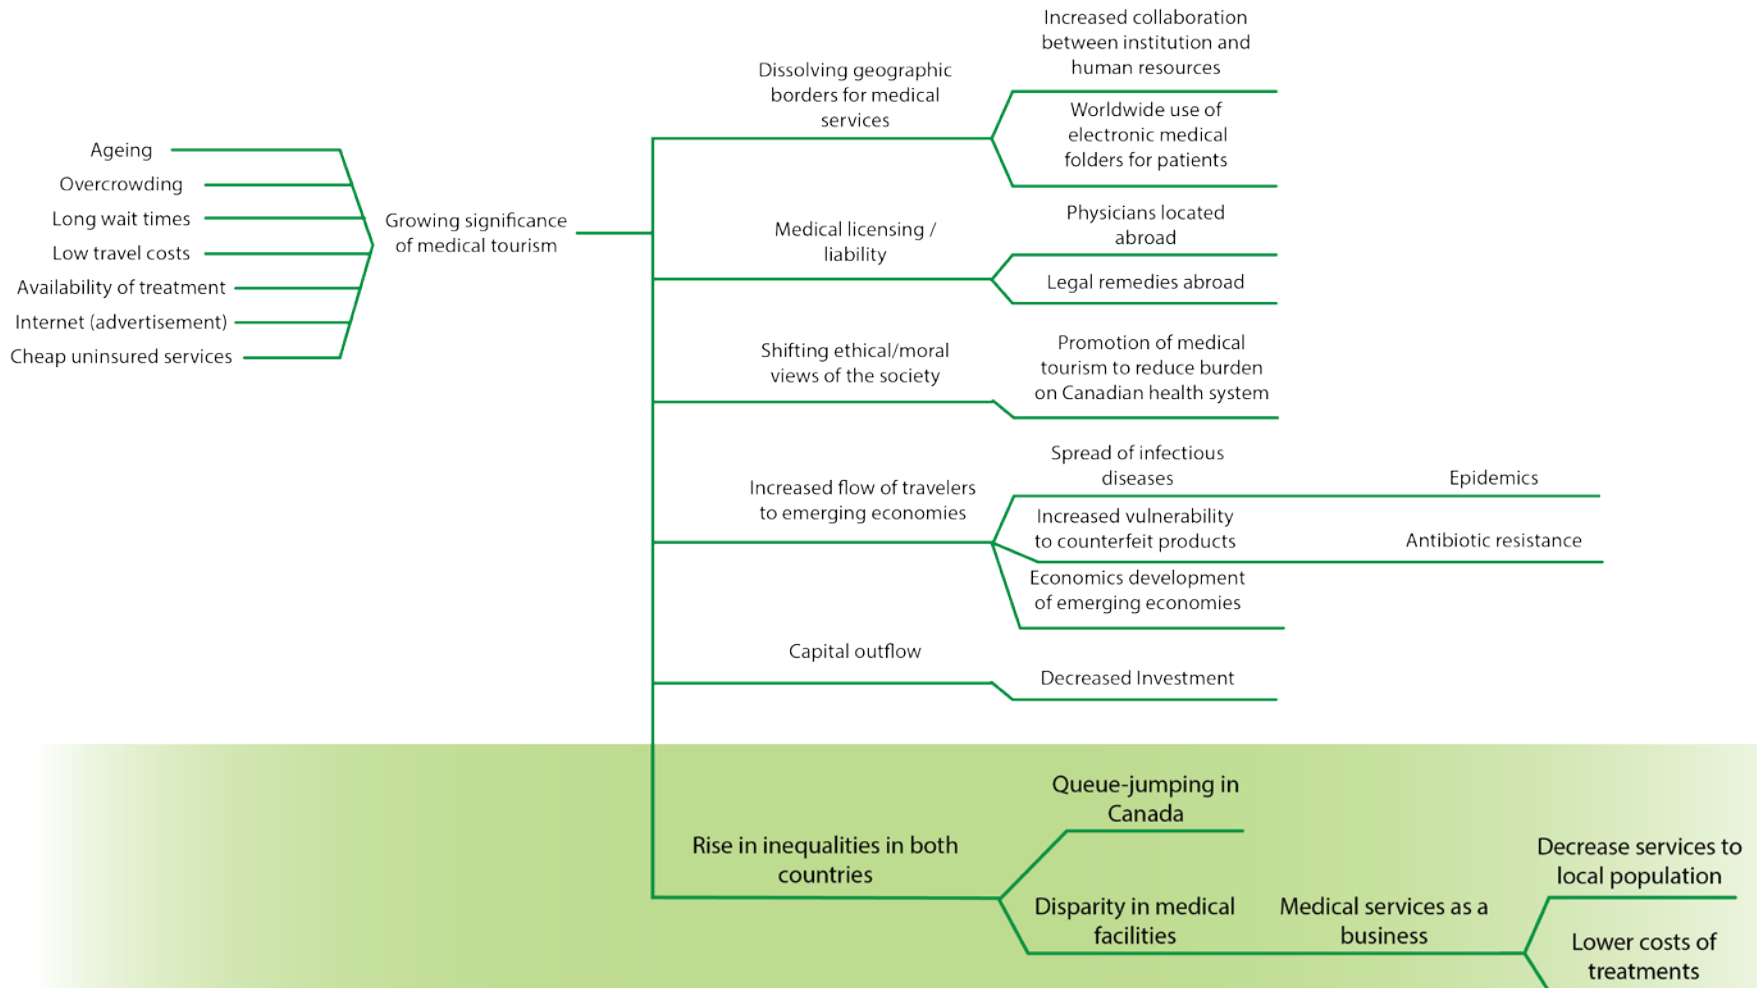 Ageing
Overcrowding
Long wait times
Low travel costs
Availability of treatment
Internet (advertisement)
Cheap uninsured services
Growing significance
of medical tourism
Dissolving geographic
borders for medical
services
Increased collaboration
between institution and
human resources
Worldwide use of
electronic medical
folders for patients
Medical licensing /
liability
Physicians located
abroad
Legal remedies abroad
Shifting ethical/moral
views of the society
Promotion of medical
tourism to reduce burden
on Canadian health system
Increased flow of travelers
to emerging economies
Spread of infectious
diseases
Epidemics
Increased vulnerability
to counterfeit products
Antibiotic resistance
Economics development
of emerging economies
Capital outflow
Decreased Investment
Rise in inequalities in both
countries
Queue-jumping in
Canada
Disparity in medical
facilities
Medical services as a
business
Decrease services to
local population
Lower costs of
treatments